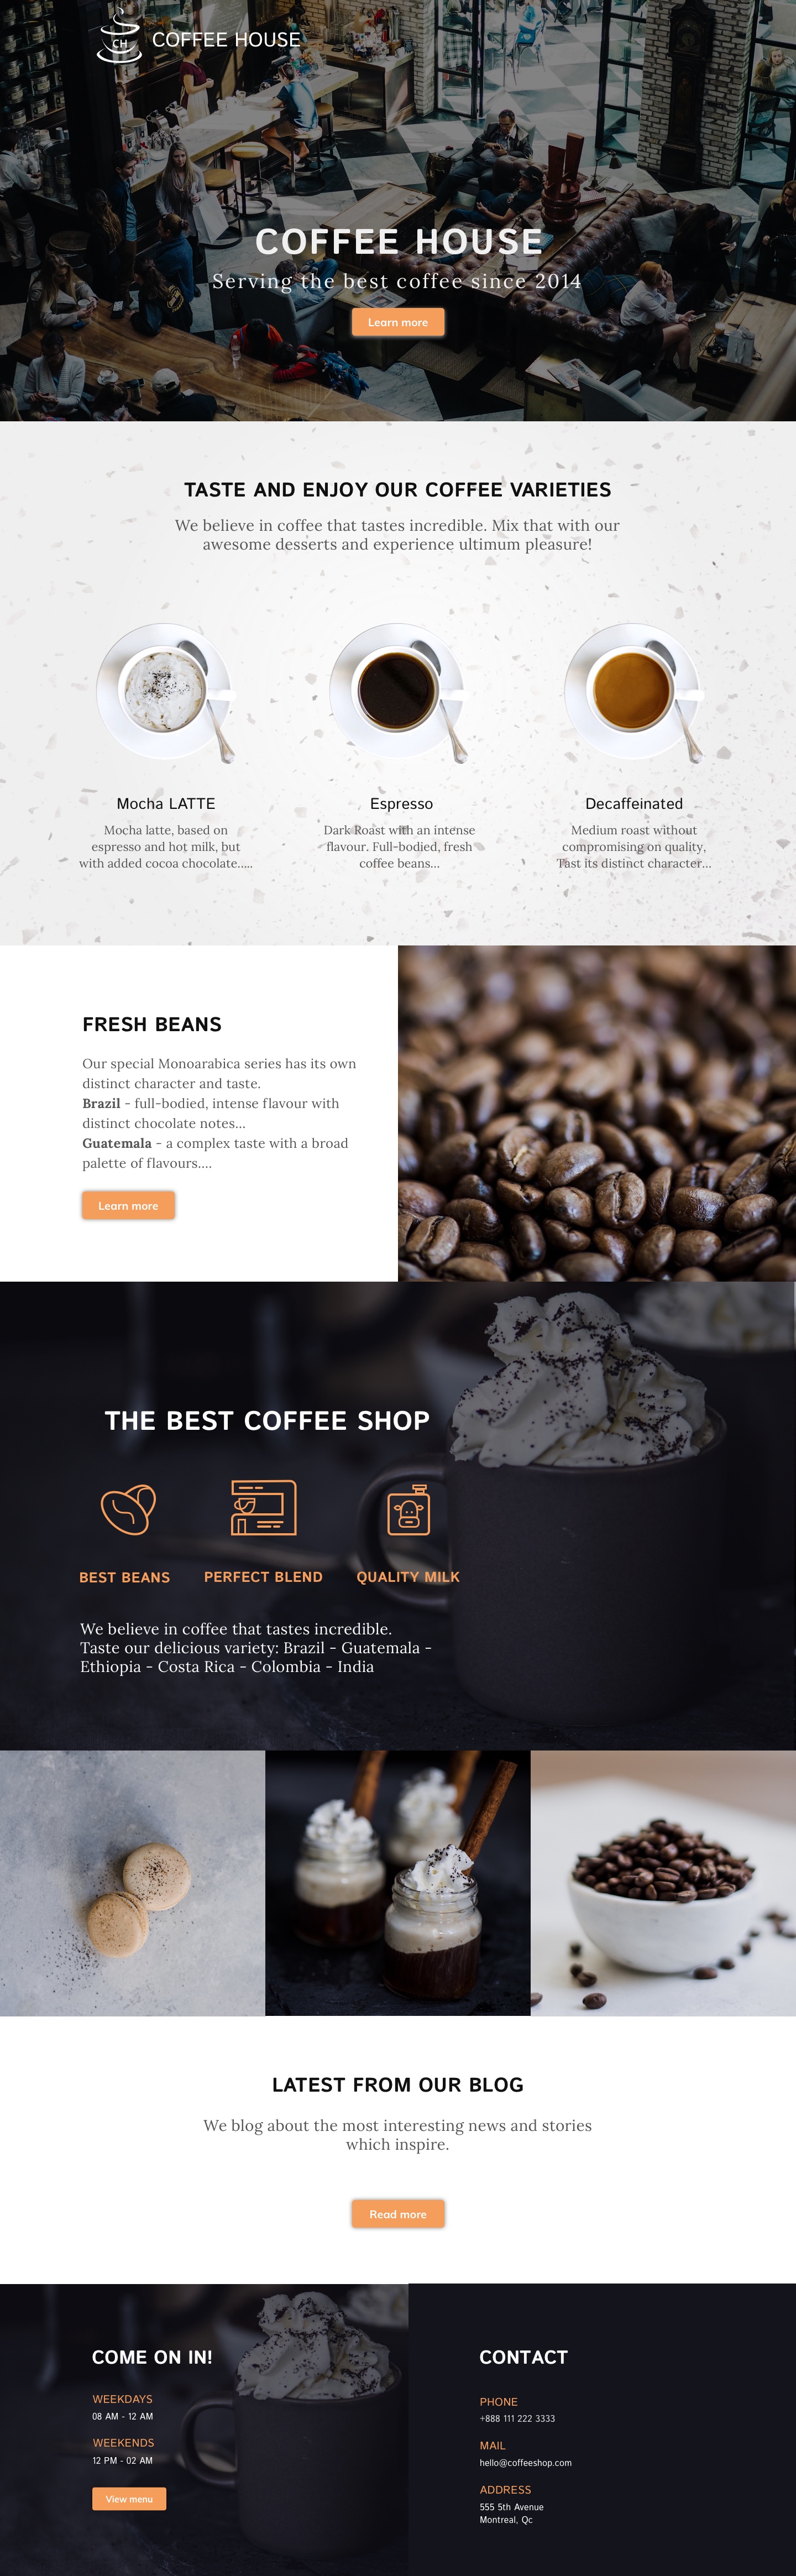 CH
COFFEE HOUSE
COFFEE HOUSE
Serving the best coffee since 2014
Learn more
TASTE AND ENJOY OUR COFFEE VARIETIES
We believe in coffee that tastes incredible. Mix that with our
awesome desserts and experience ultimum pleasure!
Mocha LATTE
Mocha latte, based on
espresso and hot milk, but
with added cocoa chocolate.....
Espresso
Dark Roast with an intense
flavour. Full-bodied, fresh
coffee beans...
Decaffeinated
Medium roast without
compromising on quality,
Tast its distinct character...
FRESH BEANS
Our special Monoarabica series has its own
distinct character and taste.
Brazil - full-bodied, intense flavour with
distinct chocolate notes...
Guatemala - a complex taste with a broad
palette of flavours....
Learn more
THE BEST COFFEE SHOP
BEST BEANS
PERFECT BLEND
QUALITY MILK
We believe in coffee that tastes incredible.
Taste our delicious variety: Brazil - Guatemala -
Ethiopia - Costa Rica - Colombia - India
LATEST FROM OUR BLOG
We blog about the most interesting news and stories
which inspire.
Read more
COME ON IN!
WEEKDAYS
08 AM - 12 AM
WEEKENDS
12 PM - 02 AM
View menu
CONTACT
PHONE
+888 111 222 3333
MAIL
hello@coffeeshop.com
ADDRESS
555 5th Avenue
Montreal, Qc